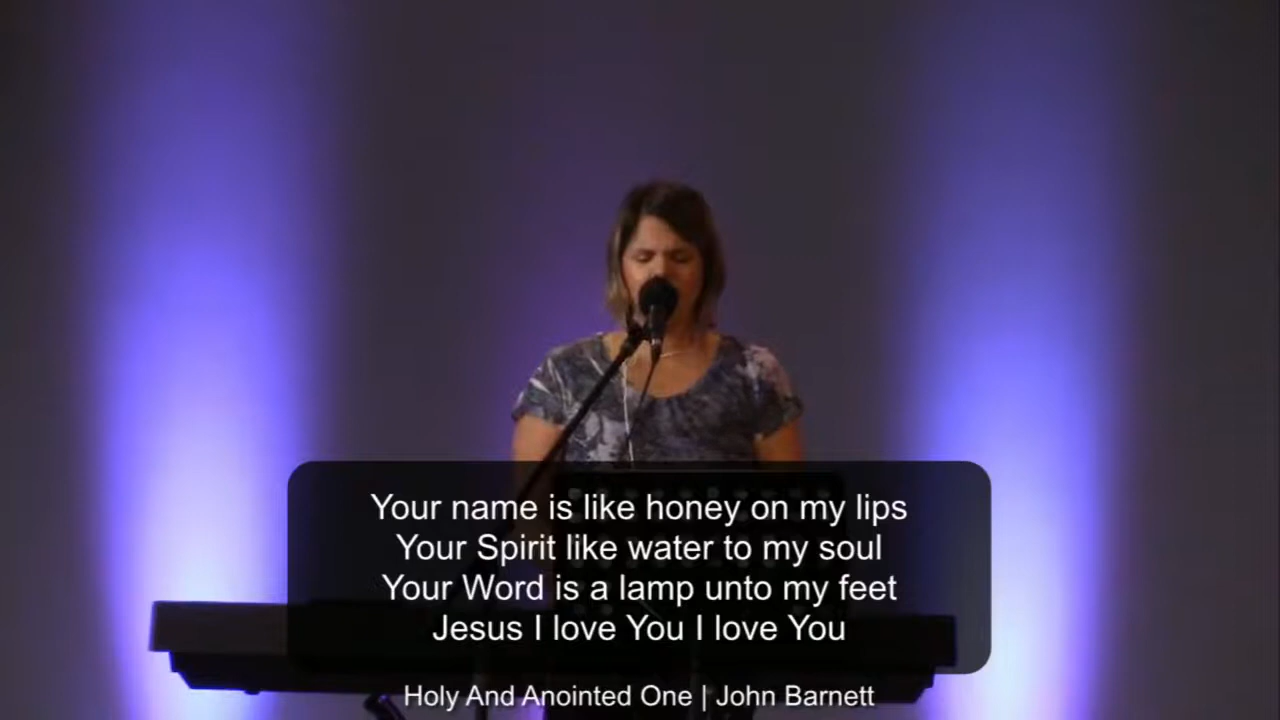 Your name is like honey on my lips
Your Spirit like water to my soul
Your Word is a lamp unto my feet
Jesus I love You I love You
Holy And Anointed One | John Barnett